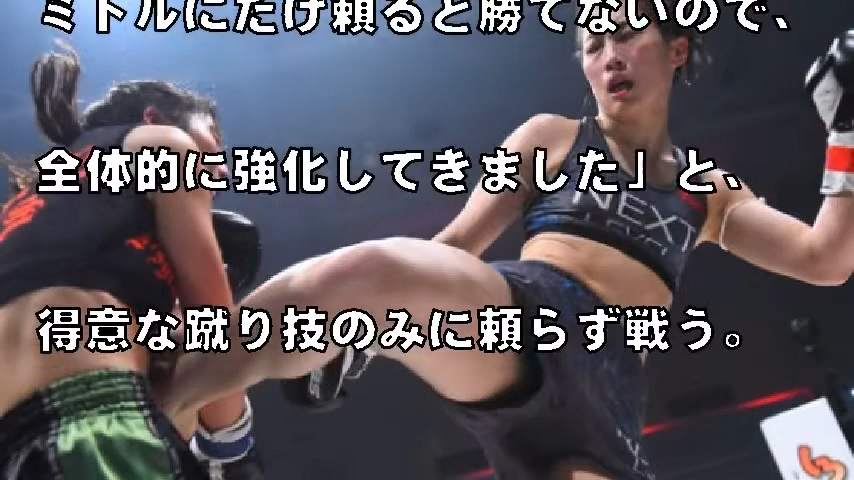 ミドルにだけ頼ると勝てないので、
全体的に強化してきました」と、
得意な蹴り技のみに頼らず戦う。
NEXT
LEVEL